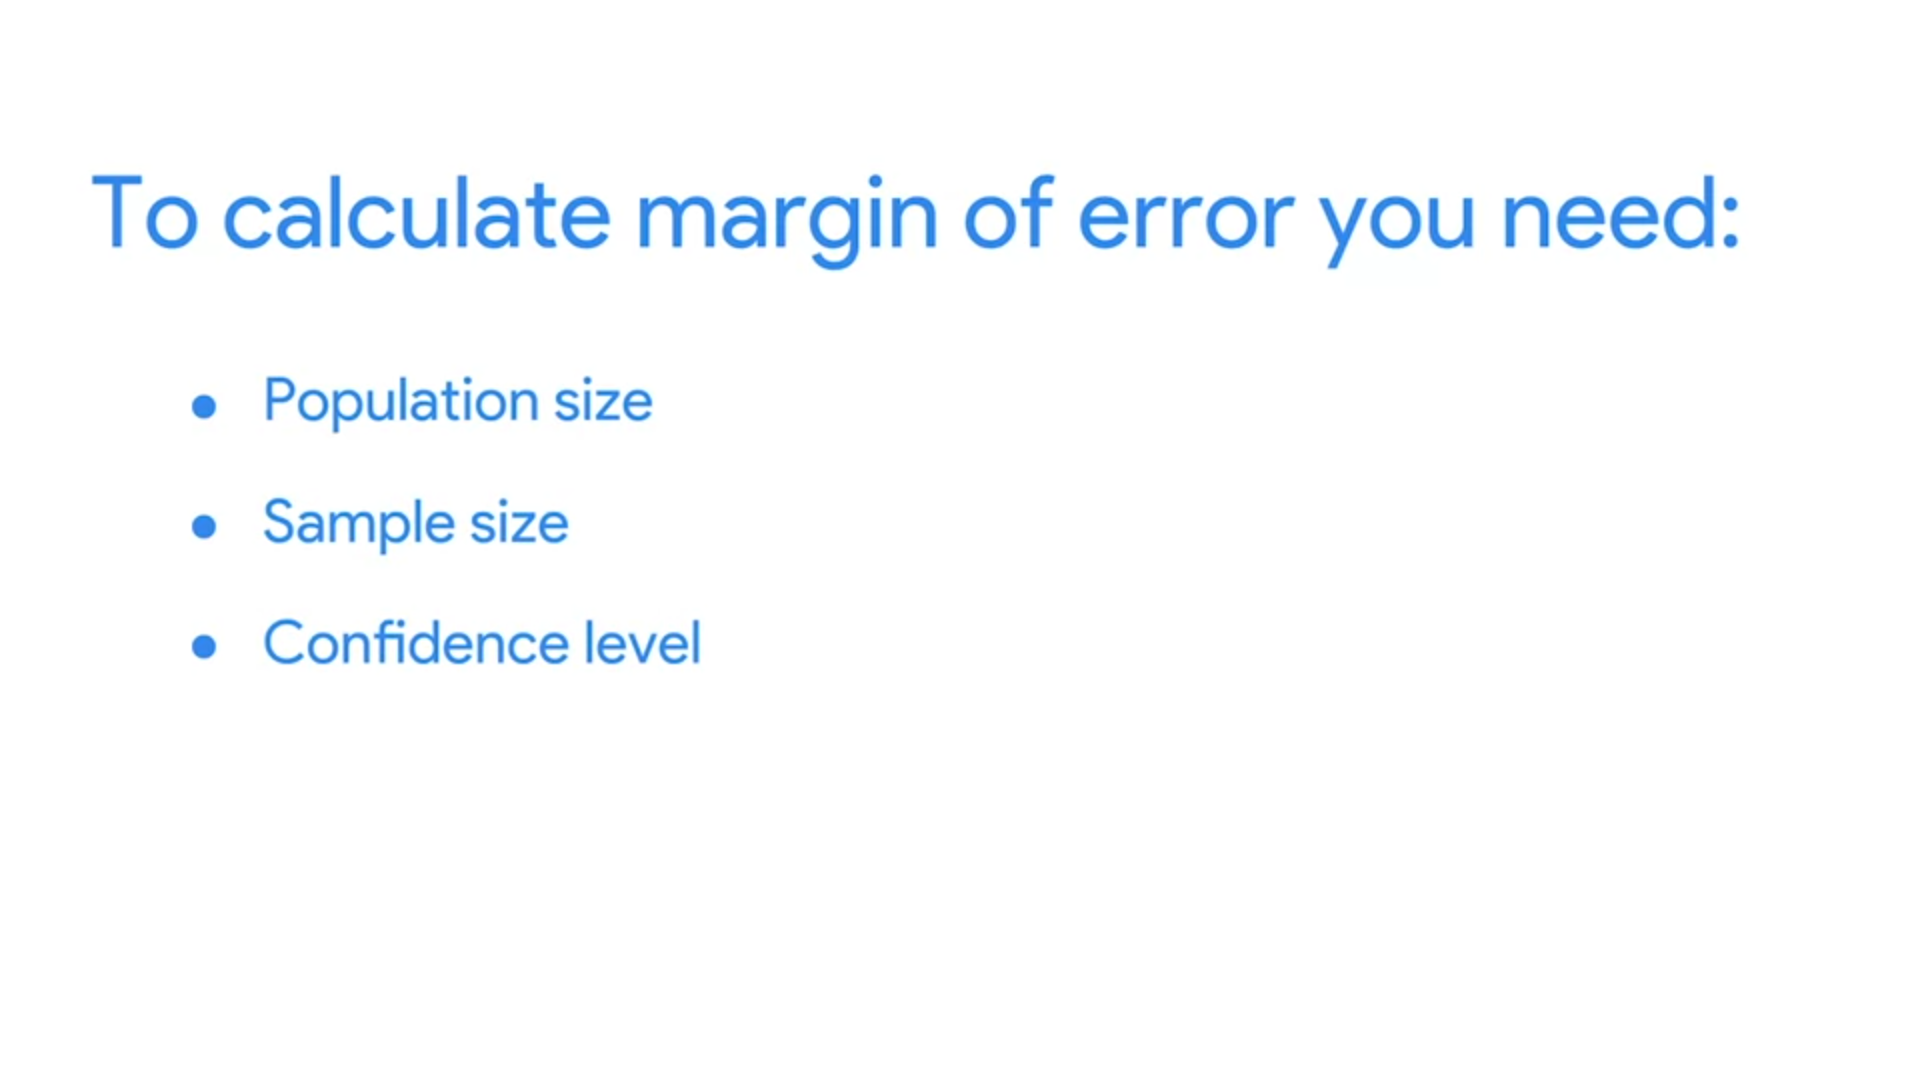 To calculate margin of error you need:
● Population size
● Sample size
● Confidence level